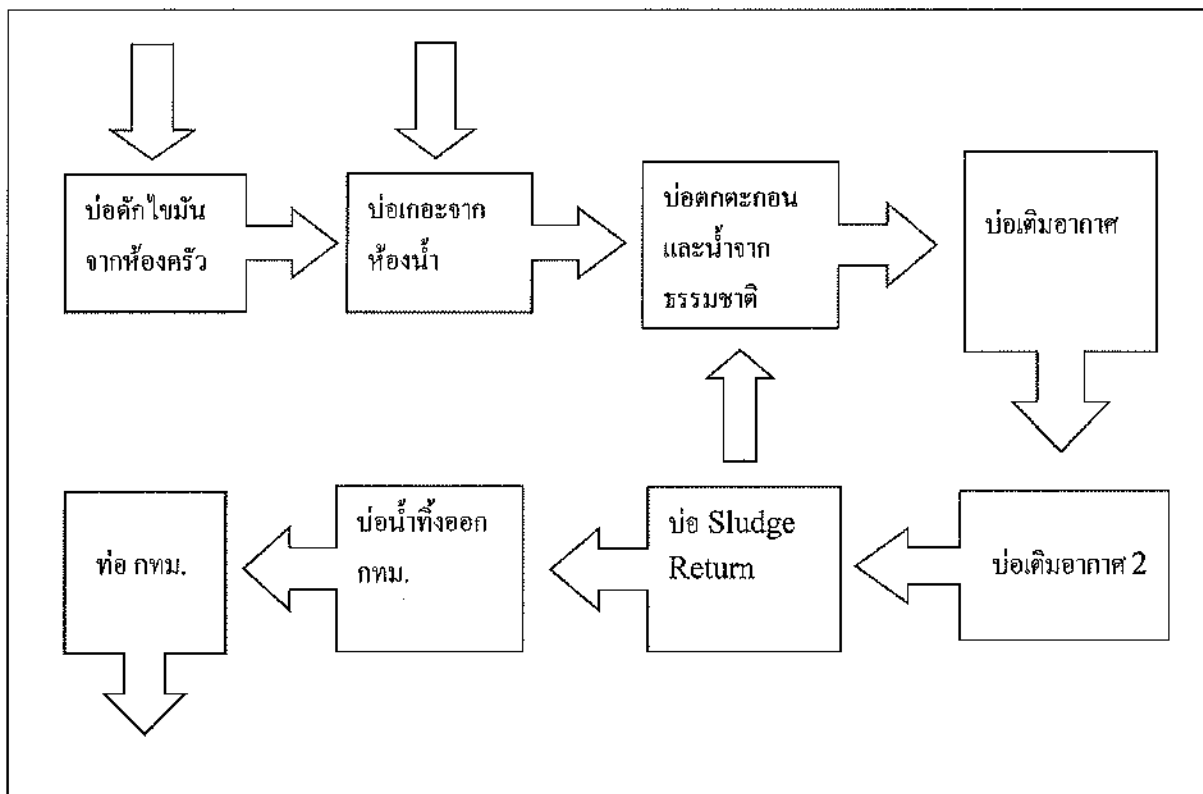 บ่อดักไขมัน
จากห้องครัว
บ่อเกอะจาก
ห้องน้ำ
บ่อตกตะกอน
และน้ำจาก
ธรรมชาติ
บ่อเติมอากาศ
ท่อ กทม.
บ่อน้ำทิ้งออก
กทม.
บ่อ Sludge
Return
บ่อเติมอากาศ 2